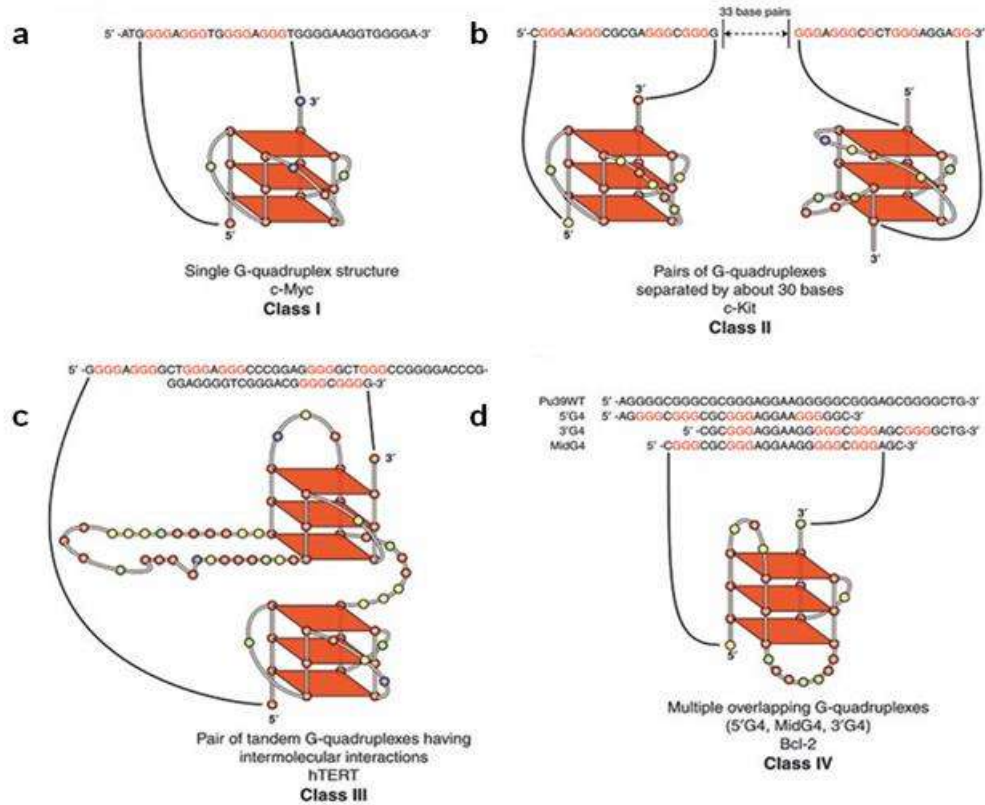 a
5′ -ATGGGGAGGGTGGGGAGGGTGGGGAAGGTGGGGA-3′
3′
5′
Single G-quadruplex structure
c-Myc
Class I
b
33 base pairs
5′-CGGGAGGGCGCGAGGGCGGGG
GGGAGGGCGCTGGGAGGAGG-3′
3′
5′
5′
3′
Pairs of G-quadruplexes
separated by about 30 bases
c-Kit
Class II
c
5′ -GGGGAGGGGCTGGGAGGGCCCGGAGGGGGCTGGGCCGGGGACCCG-
GGAGGGGTCGGGACGGGGCGGGG-3′
3′
5′
Pair of tandem G-quadruplexes having
intermolecular interactions
hTERT
Class III
d
Pu39WT 5′ -AGGGGCGGGCGCGGGAGGAAGGGGGCGGGAGCGGGGCTG-3′
5′G4 5′ -AGGGGCGGGCGCGGGAGGAAGGGGGC-3′
3′G4 5′ -CGCGGGAGGAAGGGGGCGGGAGCGGGGCTG-3′
MidG4 5′ -CGGGCGCGGGAGGAAGGGGGCGGGAGC-3′
3′
5′
Multiple overlapping G-quadruplexes
(5′G4, MidG4, 3′G4)
Bcl-2
Class IV